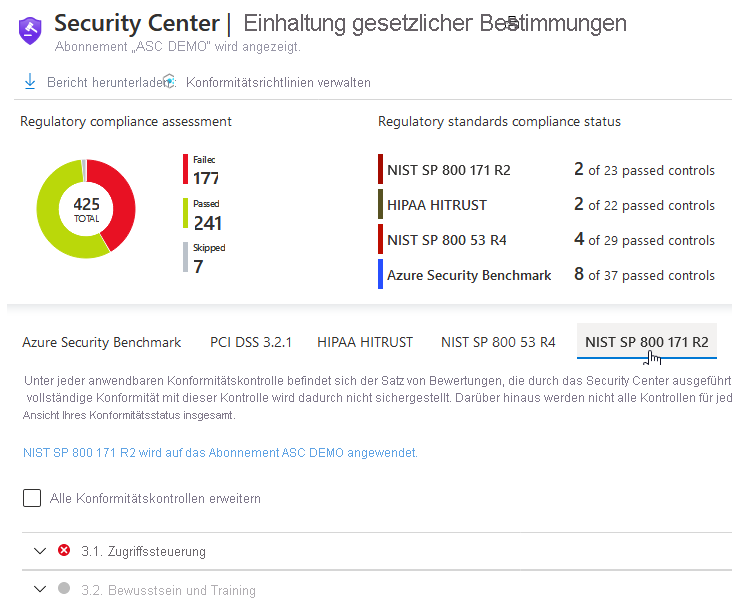 Security Center | Einhaltung gesetzlicher Bestimmungen
Abonnement „ASC DEMO" wird angezeigt.
Bericht herunterladen Konformitätsrichtlinien verwalten
Regulatory compliance assessment
425
TOTAL
Failed
177
Passed
241
Skipped
7
Regulatory standards compliance status
NIST SP 800 171 R2 2 of 23 passed controls
HIPAA HITRUST 2 of 22 passed controls
NIST SP 800 53 R4 4 of 29 passed controls
Azure Security Benchmark 8 of 37 passed controls
Azure Security Benchmark PCI DSS 3.2.1 HIPAA HITRUST NIST SP 800 53 R4 NIST SP 800 171 R2
Unter jeder anwendbaren Konformitätskontrolle befindet sich der Satz von Bewertungen, die durch das Security Center ausgeführt
vollständige Konformität mit dieser Kontrolle wird dadurch nicht sichergestellt. Darüber hinaus werden nicht alle Kontrollen für jed
Ansicht Ihres Konformitätsstatus insgesamt.
NIST SP 800 171 R2 wird auf das Abonnement ASC DEMO angewendet.
Alle Konformitätskontrollen erweitern
3.1. Zugriffssteuerung
3.2. Bewusstsein und Training